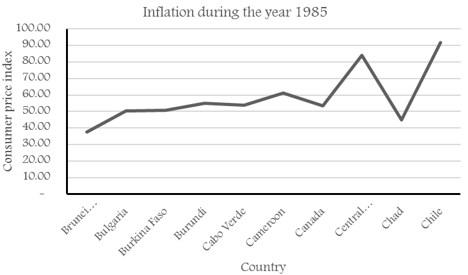 Inflation during the year 1985
Consumer price index
100.00
90.00
80.00
70.00
60.00
50.00
40.00
30.00
20.00
10.00
-
Brunei...
Bulgaria
Burkina Faso
Burundi
Cabo Verde
Cameroon
Canada
Central...
Chad
Chile
Country